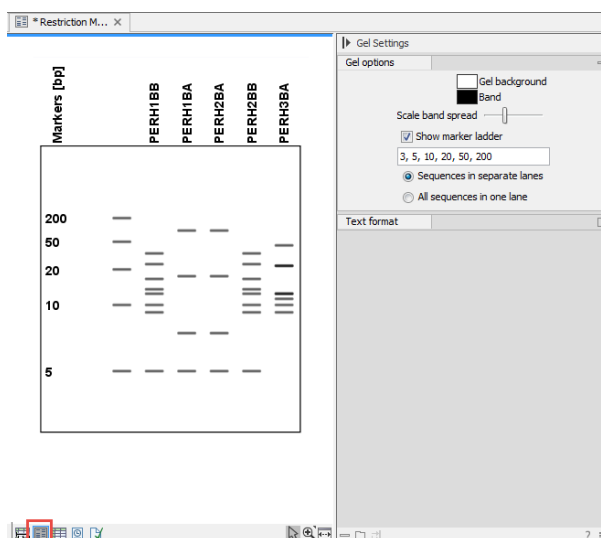 * Restriction M... ×
Gel Settings
Gel options
Gel background
Band
Scale band spread
Show marker ladder
3, 5, 10, 20, 50, 200
Sequences in separate lanes
All sequences in one lane
Text format
Markers [bp]
PERH1BB
PERH1BA
PERH2BA
PERH2BB
PERH3BA
200
50
20
10
5
?